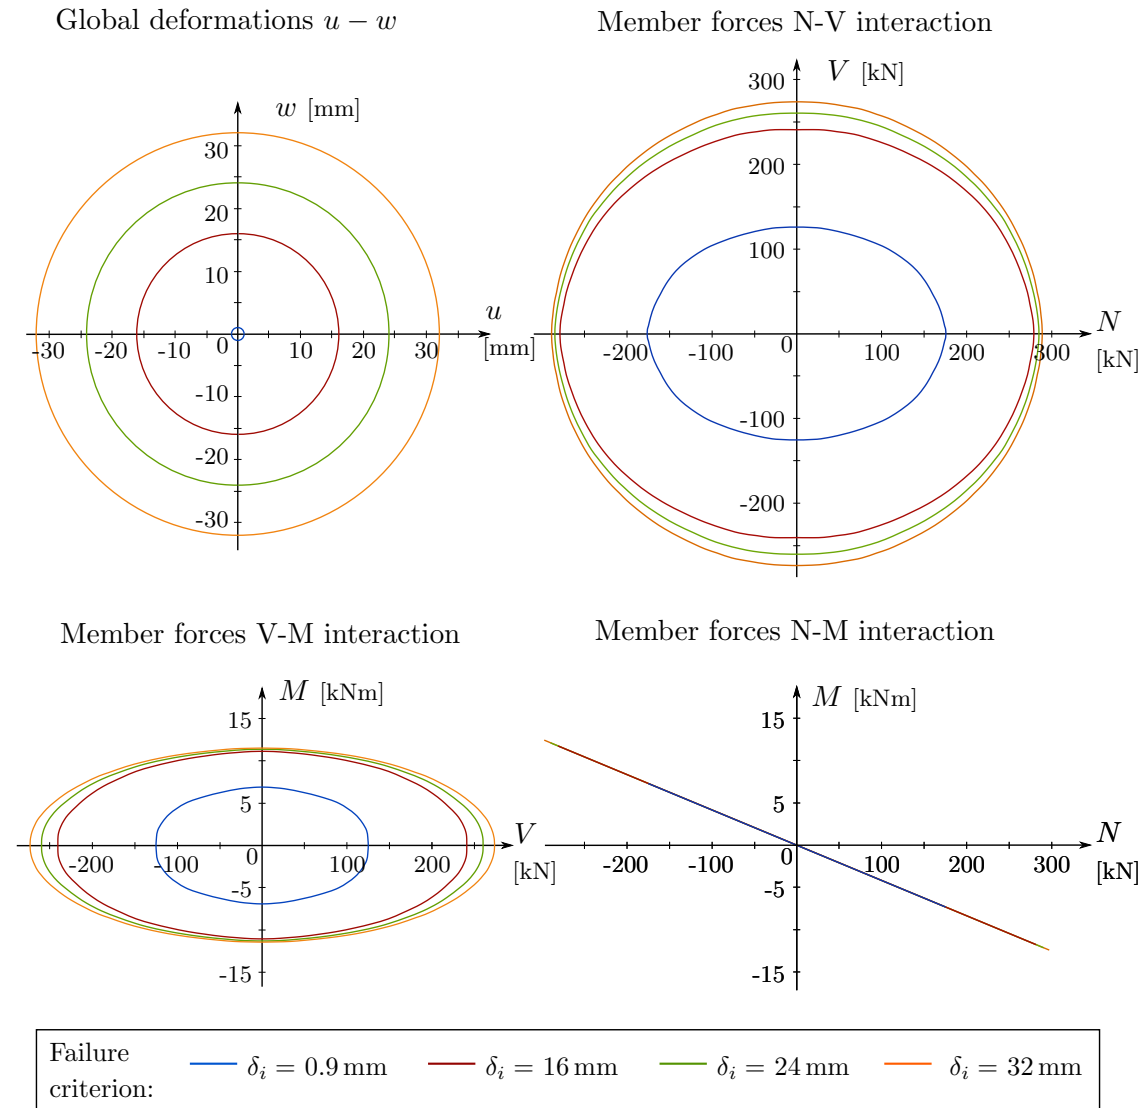 Global deformations u − w
w [mm]
30
20
10
0
-10
-20
-30
-30 -20 -10 10 20 30
u
[mm]
Member forces N-V interaction
V [kN]
300
200
100
0
-100
-200
-200 -100 100 200 300
N
[kN]
Member forces V-M interaction
M [kNm]
15
5
0
-5
-15
-200 -100 100 200
V
[kN]
Member forces N-M interaction
M [kNm]
15
5
0
-5
-15
-200 -100 100 200 300
N
[kN]
Failure
criterion:
δi = 0.9 mm δi = 16 mm δi = 24 mm δi = 32 mm